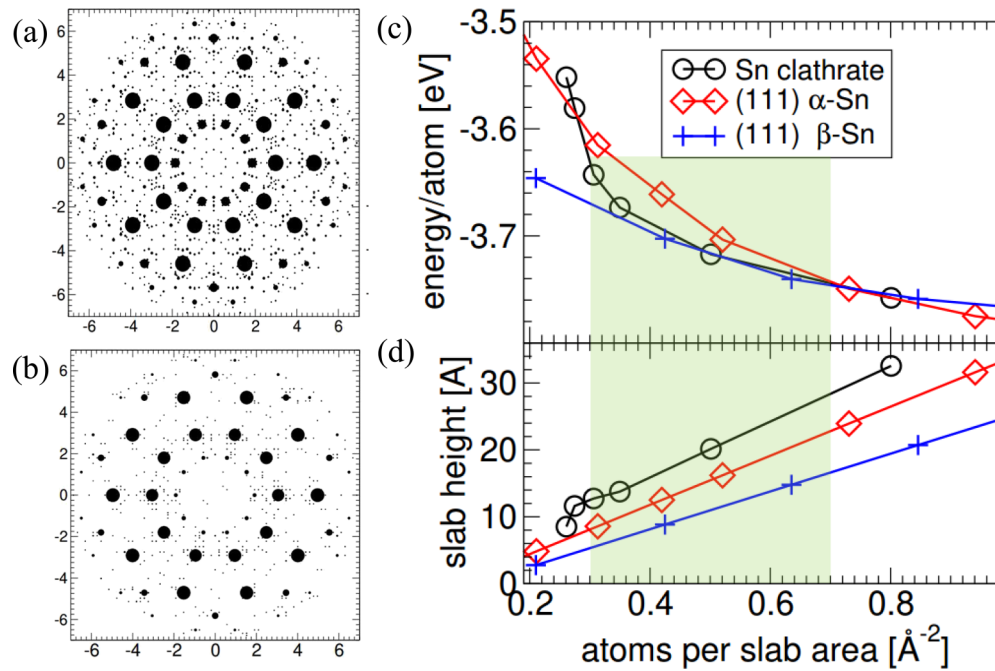 (a)
6
4
2
0
-2
-4
-6
-6 -4 -2 0 2 4 6
(b)
6
4
2
0
-2
-4
-6
-6 -4 -2 0 2 4 6
(c)
-3.5
-3.6
-3.7
energy/atom [eV]
Sn clathrate
(111) α-Sn
(111) β-Sn
(d)
30
20
10
0
slab height [A]
0.2 0.4 0.6 0.8
atoms per slab area [Å⁻²]